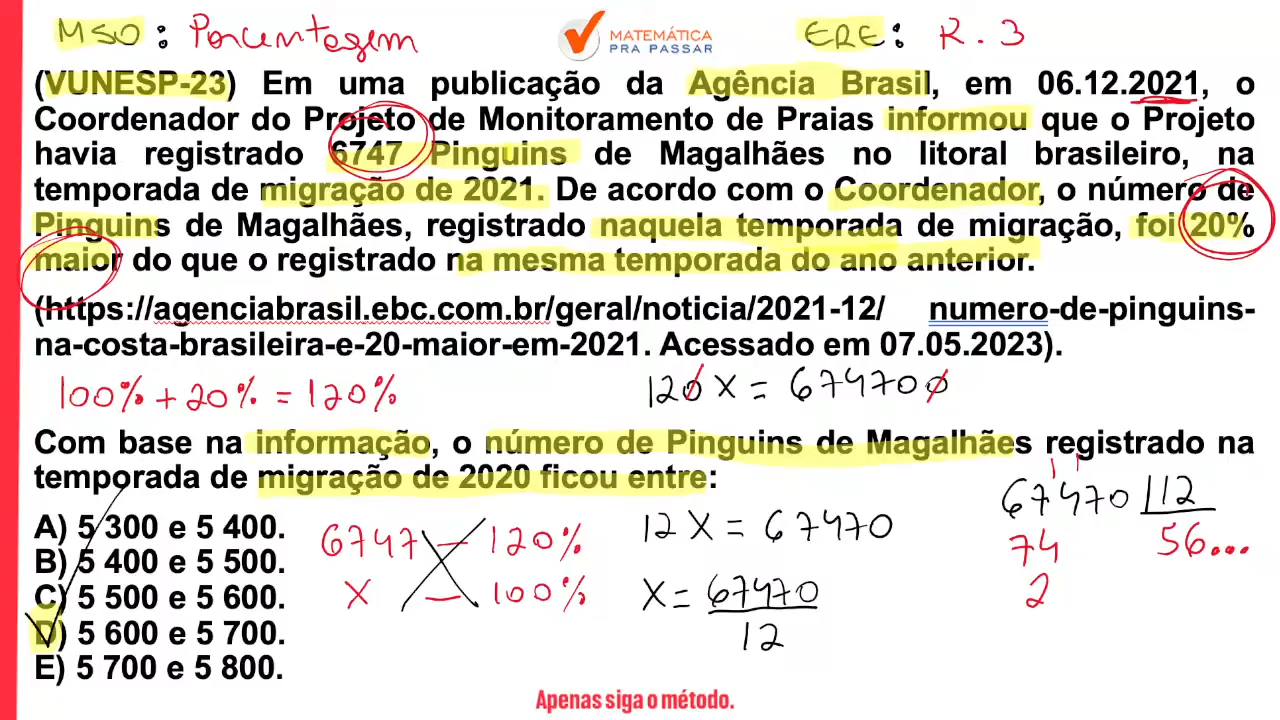 MSO: Porcentagem
MATEMÁTICA
PRA PASSAR
ERE: R.3
(VUNESP-23) Em uma publicação da Agência Brasil, em 06.12.2021, o
Coordenador do Projeto de Monitoramento de Praias informou que o Projeto
havia registrado 6747 Pinguins de Magalhães no litoral brasileiro, na
temporada de migração de 2021. De acordo com o Coordenador, o número de
Pinguins de Magalhães, registrado naquela temporada de migração, foi 20%
maior do que o registrado na mesma temporada do ano anterior.
(https://agenciabrasil.ebc.com.br/geral/noticia/2021-12/ numero-de-pinguins-
na-costa-brasileira-e-20-maior-em-2021. Acessado em 07.05.2023).
100% + 20% = 120%
120 X = 674700
Com base na informação, o número de Pinguins de Magalhães registrado na
temporada de migração de 2020 ficou entre:
A) 5 300 e 5 400.
B) 5 400 e 5 500.
C) 5 500 e 5 600.
D) 5 600 e 5 700.
E) 5 700 e 5 800.
6747 — 120%
X — 100%
12 X = 67470
X = 67470
12
67470 12
74 56...
2
Apenas siga o método.